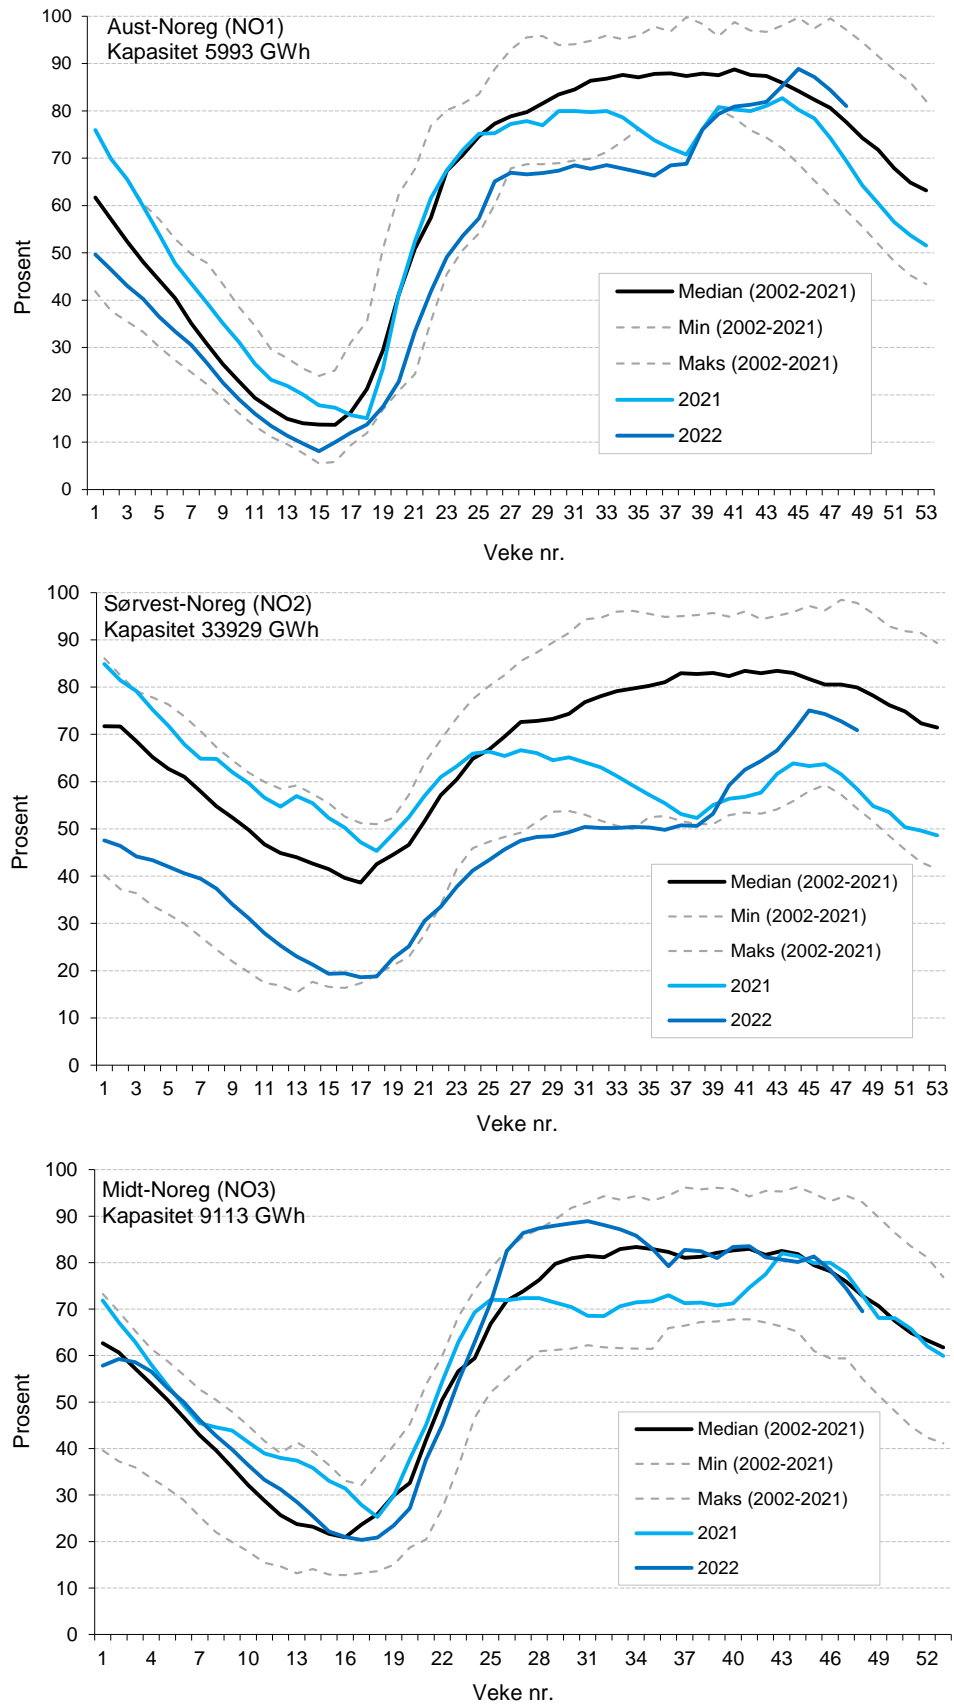 Aust-Noreg (NO1)
Kapasitet 5993 GWh
100
90
80
70
60
50
40
30
20
10
0
Prosent
Median (2002-2021)
Min (2002-2021)
Maks (2002-2021)
2021
2022
1 3 5 7 9 11 13 15 17 19 21 23 25 27 29 31 33 35 37 39 41 43 45 47 49 51 53
Veke nr.
Sørvest-Noreg (NO2)
Kapasitet 33929 GWh
100
90
80
70
60
50
40
30
20
10
0
Prosent
Median (2002-2021)
Min (2002-2021)
Maks (2002-2021)
2021
2022
1 3 5 7 9 11 13 15 17 19 21 23 25 27 29 31 33 35 37 39 41 43 45 47 49 51 53
Veke nr.
Midt-Noreg (NO3)
Kapasitet 9113 GWh
100
90
80
70
60
50
40
30
20
10
0
Prosent
Median (2002-2021)
Min (2002-2021)
Maks (2002-2021)
2021
2022
1 4 7 10 13 16 19 22 25 28 31 34 37 40 43 46 49 52
Veke nr.